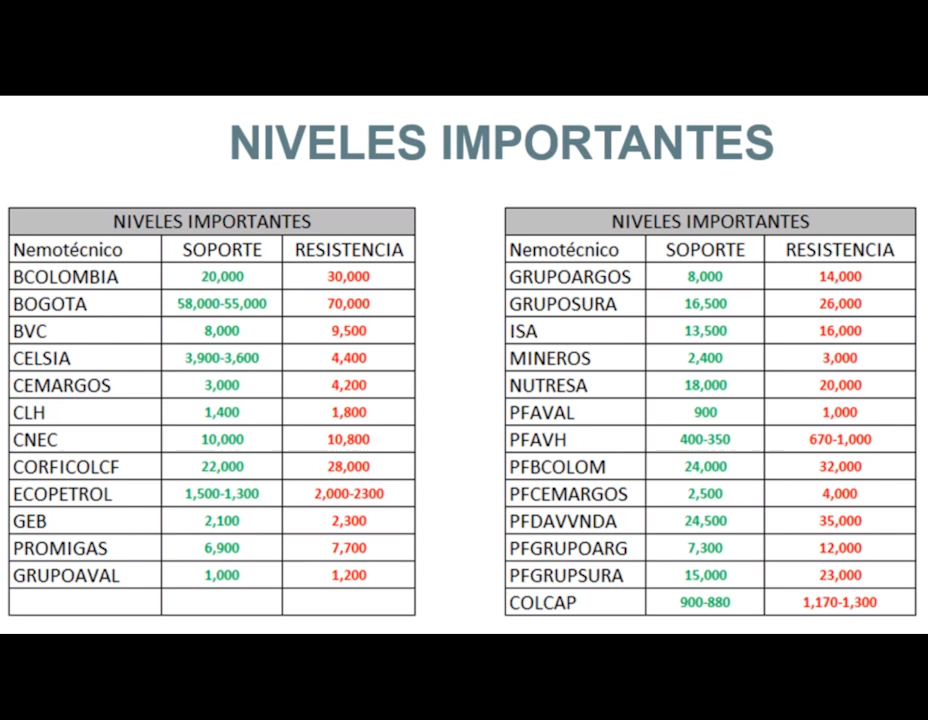 NIVELES IMPORTANTES
NIVELES IMPORTANTES
Nemotécnico SOPORTE RESISTENCIA
BCOLOMBIA 20,000 30,000
BOGOTA 58,000-55,000 70,000
BVC 8,000 9,500
CELSIA 3,900-3,600 4,400
CEMARGOS 3,000 4,200
CLH 1,400 1,800
CNEC 10,000 10,800
CORFICOLCF 22,000 28,000
ECOPETROL 1,500-1,300 2,000-2300
GEB 2,100 2,300
PROMIGAS 6,900 7,700
GRUPOAVAL 1,000 1,200
NIVELES IMPORTANTES
Nemotécnico SOPORTE RESISTENCIA
GRUPOARGOS 8,000 14,000
GRUPOSURA 16,500 26,000
ISA 13,500 16,000
MINEROS 2,400 3,000
NUTRESA 18,000 20,000
PFAVAL 900 1,000
PFAVH 400-350 670-1,000
PFBCOLOM 24,000 32,000
PFCEMARGOS 2,500 4,000
PFDAVVNDA 24,500 35,000
PFGRUPOARG 7,300 12,000
PFGRUPSURA 15,000 23,000
COLCAP 900-880 1,170-1,300